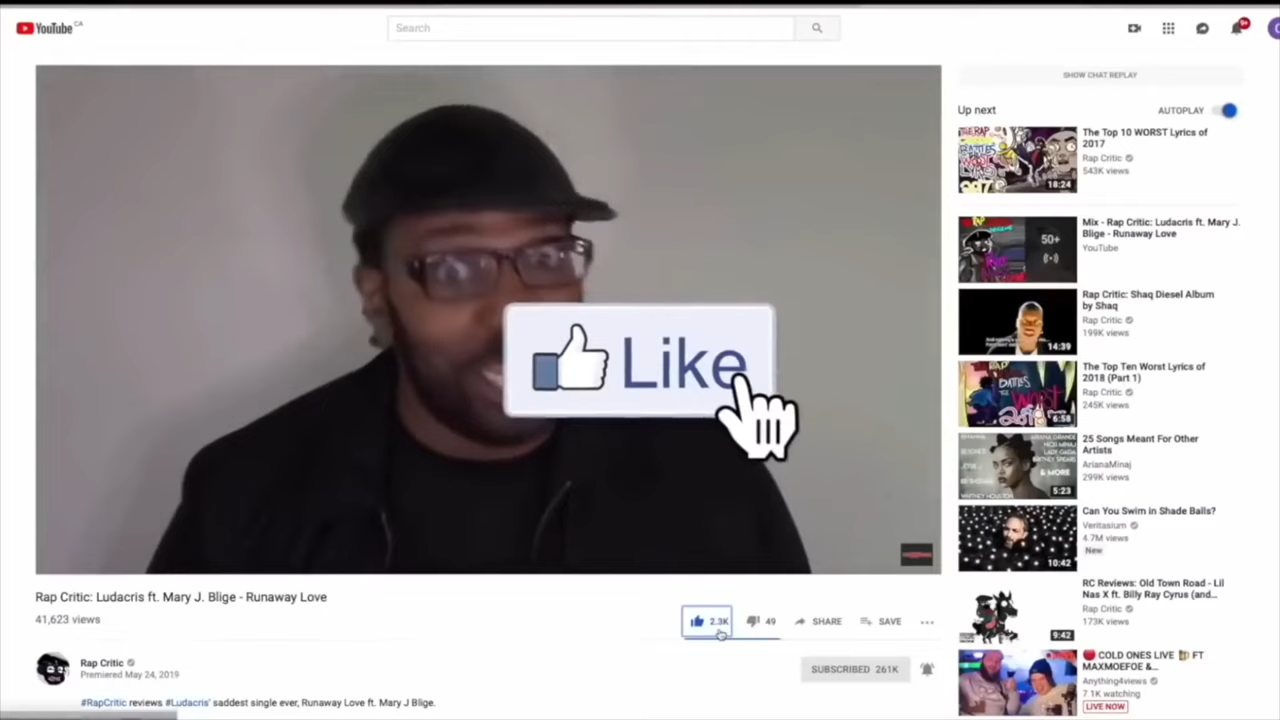 YouTube CA
Search
9+
SHOW CHAT REPLAY
Up next
AUTOPLAY
The Top 10 WORST Lyrics of
2017
Rap Critic
543K views
18:24
Mix - Rap Critic: Ludacris ft. Mary J.
Blige - Runaway Love
YouTube
50+
Rap Critic: Shaq Diesel Album
by Shaq
Rap Critic
199K views
14:39
The Top Ten Worst Lyrics of
2018 (Part 1)
Rap Critic
245K views
6:58
25 Songs Meant For Other
Artists
ArianaMinaj
299K views
& MORE
5:23
Can You Swim in Shade Balls?
Veritasium
4.7M views
New
10:42
RC Reviews: Old Town Road - Lil
Nas X ft. Billy Ray Cyrus (and...
Rap Critic
173K views
9:42
COLD ONES LIVE FT
MAXMOEFOE &...
Anything4views
7.1K watching
LIVE NOW
Like
Rap Critic: Ludacris ft. Mary J. Blige - Runaway Love
41,623 views
2.3K
49
SHARE
SAVE
Rap Critic
Premiered May 24, 2019
SUBSCRIBED 261K
#RapCritic reviews #Ludacris' saddest single ever, Runaway Love ft. Mary J Blige.